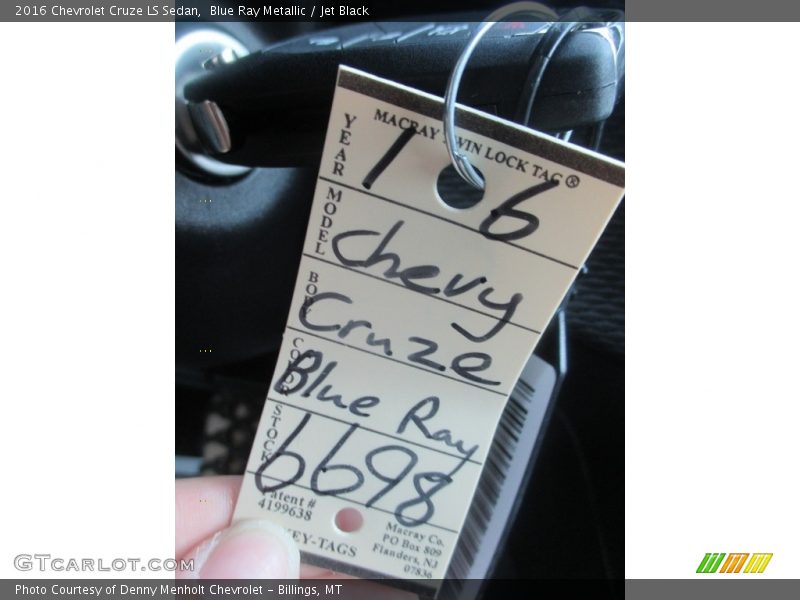 2016 Chevrolet Cruze LS Sedan, Blue Ray Metallic / Jet Black
MACRAY TWIN LOCK TAG®
YEAR 1 6
MODEL Chevy
BODY Cruze
COLOR Blue Ray
STOCK 6698
Patent #
4199638
KEY-TAGS
Macray Co.
PO Box 809
Flanders, NJ
07836
GTCARLOT.COM
Photo Courtesy of Denny Menholt Chevrolet – Billings, MT